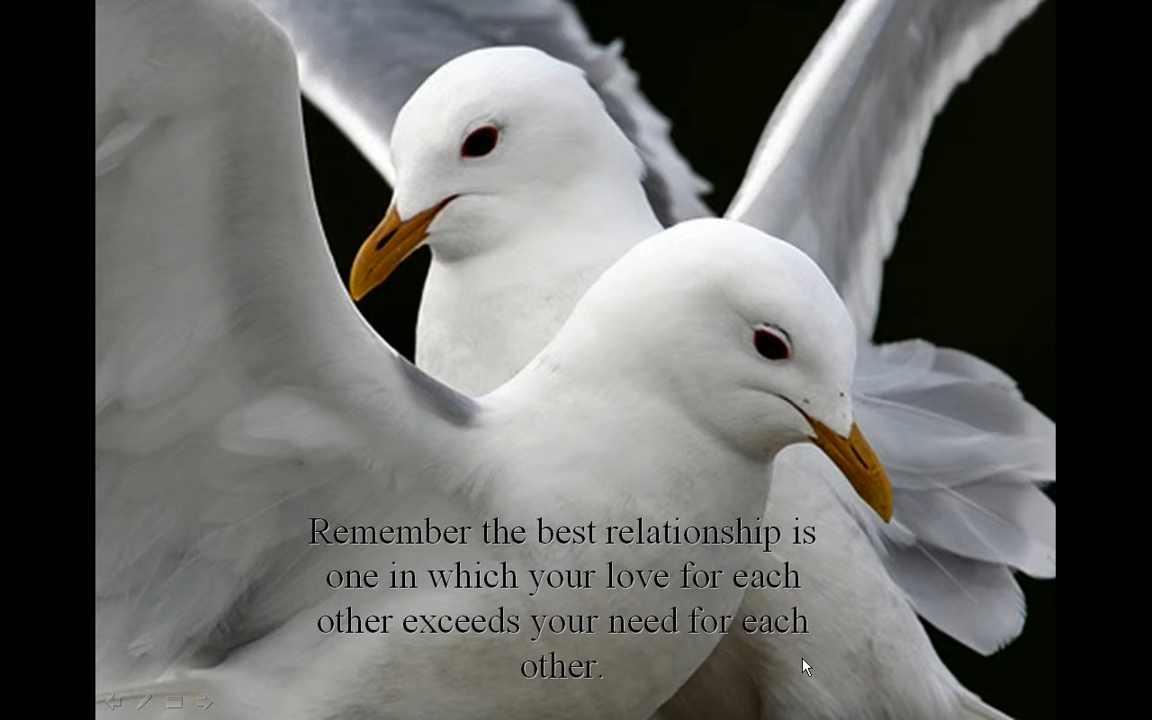 Remember the best relationship is
one in which your love for each
other exceeds your need for each
other.